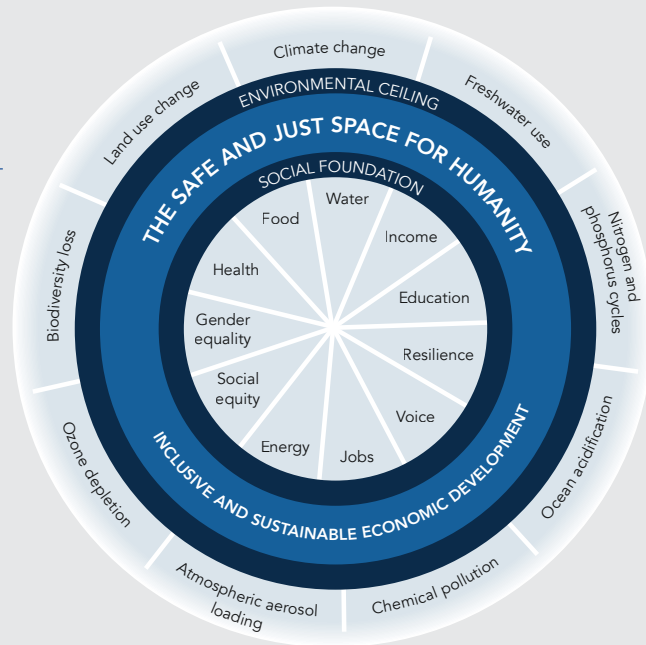 Climate change
Freshwater use
Nitrogen and
phosphorus cycles
Ocean acidification
Chemical pollution
Atmospheric aerosol
loading
Ozone depletion
Biodiversity loss
Land use change
ENVIRONMENTAL CEILING
THE SAFE AND JUST SPACE FOR HUMANITY
SOCIAL FOUNDATION
Water
Income
Education
Resilience
Voice
Jobs
Energy
Social
equity
Gender
equality
Health
Food
INCLUSIVE AND SUSTAINABLE ECONOMIC DEVELOPMENT